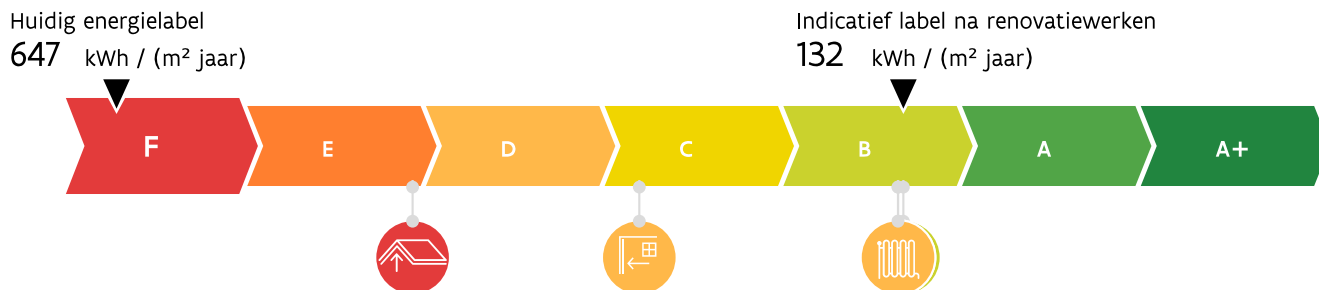 Huidig energielabel
647 kWh / (m² jaar)
Indicatief label na renovatiewerken
132 kWh / (m² jaar)
F E D C B A A+